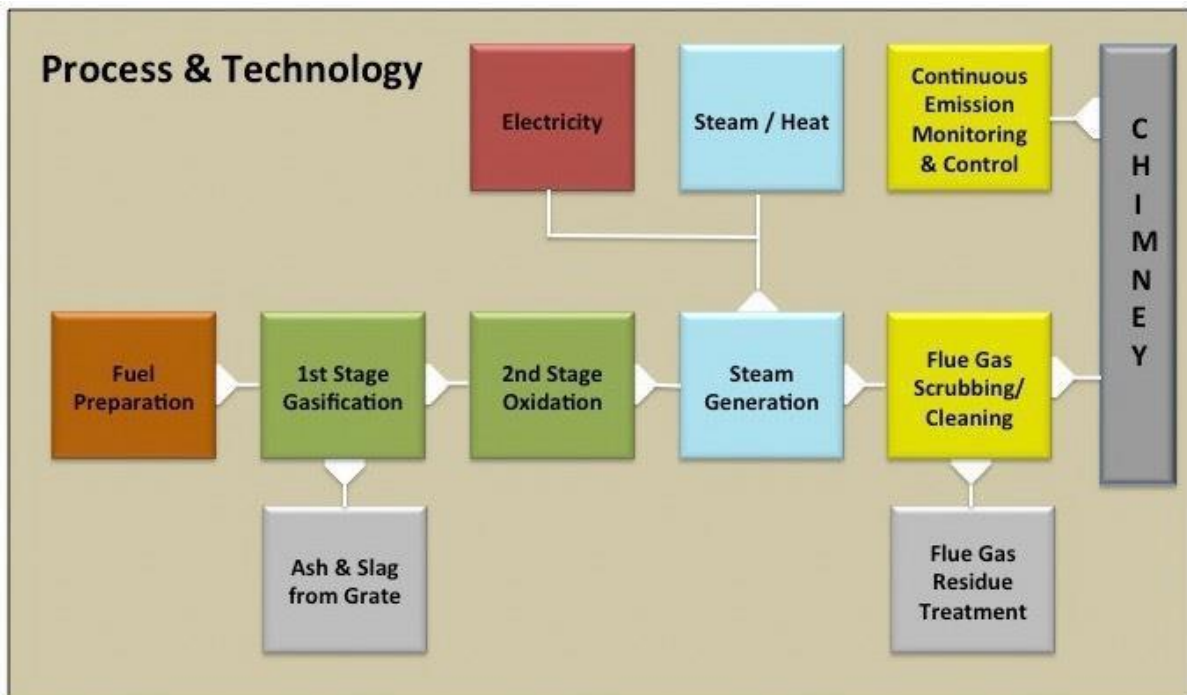 Process & Technology
Electricity
Steam / Heat
Continuous
Emission
Monitoring
& Control
CHIMNEY
Fuel
Preparation
1st Stage
Gasification
2nd Stage
Oxidation
Steam
Generation
Flue Gas
Scrubbing/
Cleaning
Ash & Slag
from Grate
Flue Gas
Residue
Treatment